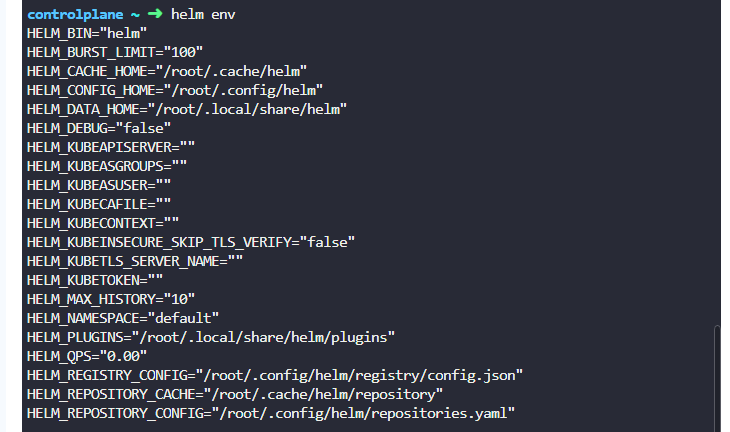 controlplane ~ ➜ helm env
HELM_BIN="helm"
HELM_BURST_LIMIT="100"
HELM_CACHE_HOME="/root/.cache/helm"
HELM_CONFIG_HOME="/root/.config/helm"
HELM_DATA_HOME="/root/.local/share/helm"
HELM_DEBUG="false"
HELM_KUBEAPISERVER=""
HELM_KUBEASGROUPS=""
HELM_KUBEASUSER=""
HELM_KUBECAFILE=""
HELM_KUBECONTEXT=""
HELM_KUBEINSECURE_SKIP_TLS_VERIFY="false"
HELM_KUBETLS_SERVER_NAME=""
HELM_KUBETOKEN=""
HELM_MAX_HISTORY="10"
HELM_NAMESPACE="default"
HELM_PLUGINS="/root/.local/share/helm/plugins"
HELM_QPS="0.00"
HELM_REGISTRY_CONFIG="/root/.config/helm/registry/config.json"
HELM_REPOSITORY_CACHE="/root/.cache/helm/repository"
HELM_REPOSITORY_CONFIG="/root/.config/helm/repositories.yaml"